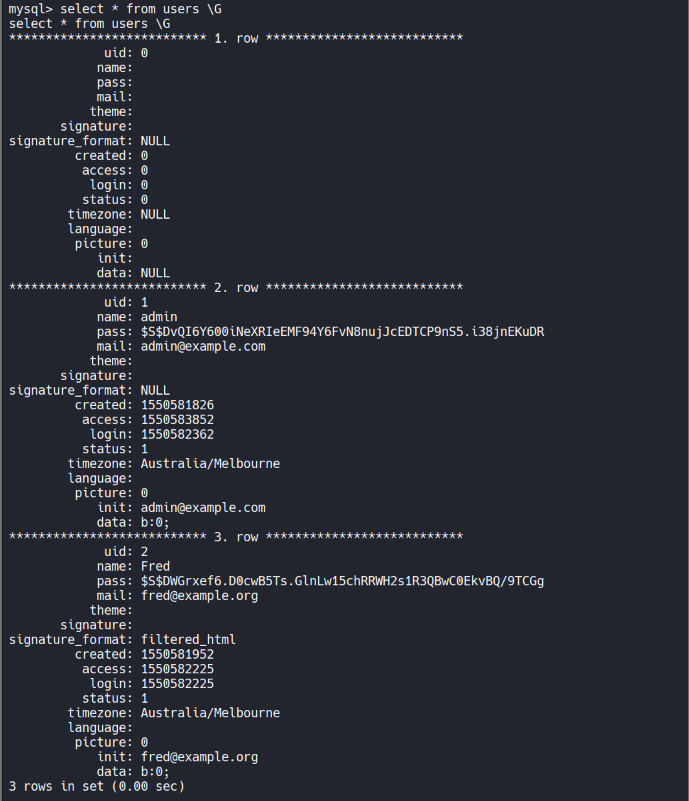 mysql> select * from users \G
select * from users \G
*************************** 1. row ***************************
uid: 0
name:
pass:
mail:
theme:
signature:
signature_format: NULL
created: 0
access: 0
login: 0
status: 0
timezone: NULL
language:
picture: 0
init:
data: NULL
*************************** 2. row ***************************
uid: 1
name: admin
pass: $S$DvQI6Y600iNeXRIeEMF94Y6FvN8nujJcEDTCP9nS5.i38jnEKuDR
mail: admin@example.com
theme:
signature:
signature_format: NULL
created: 1550581826
access: 1550583852
login: 1550582362
status: 1
timezone: Australia/Melbourne
language:
picture: 0
init: admin@example.com
data: b:0;
*************************** 3. row ***************************
uid: 2
name: Fred
pass: $S$DWGrxef6.D0cwB5Ts.GlnLw15chRRWH2s1R3QBwC0EkvBQ/9TCGg
mail: fred@example.org
theme:
signature:
signature_format: filtered_html
created: 1550581952
access: 1550582225
login: 1550582225
status: 1
timezone: Australia/Melbourne
language:
picture: 0
init: fred@example.org
data: b:0;
3 rows in set (0.00 sec)